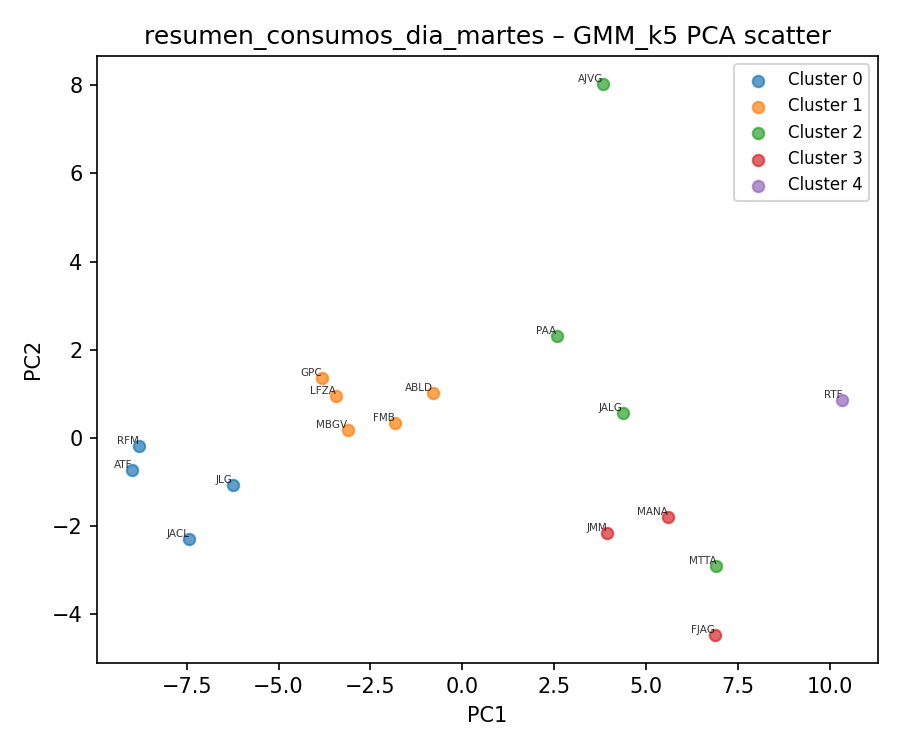 resumen_consumos_dia_martes – GMM_k5 PCA scatter
Cluster 0
Cluster 1
Cluster 2
Cluster 3
Cluster 4
PC2
8
6
4
2
0
−2
−4
AJVG
PAA
GPC
LFZA
ABLD
RTF
JALG
FMB
MBGV
RFM
ATF
JLG
MANA
JMM
JACL
MTTA
FJAG
−7.5 −5.0 −2.5 0.0 2.5 5.0 7.5 10.0
PC1